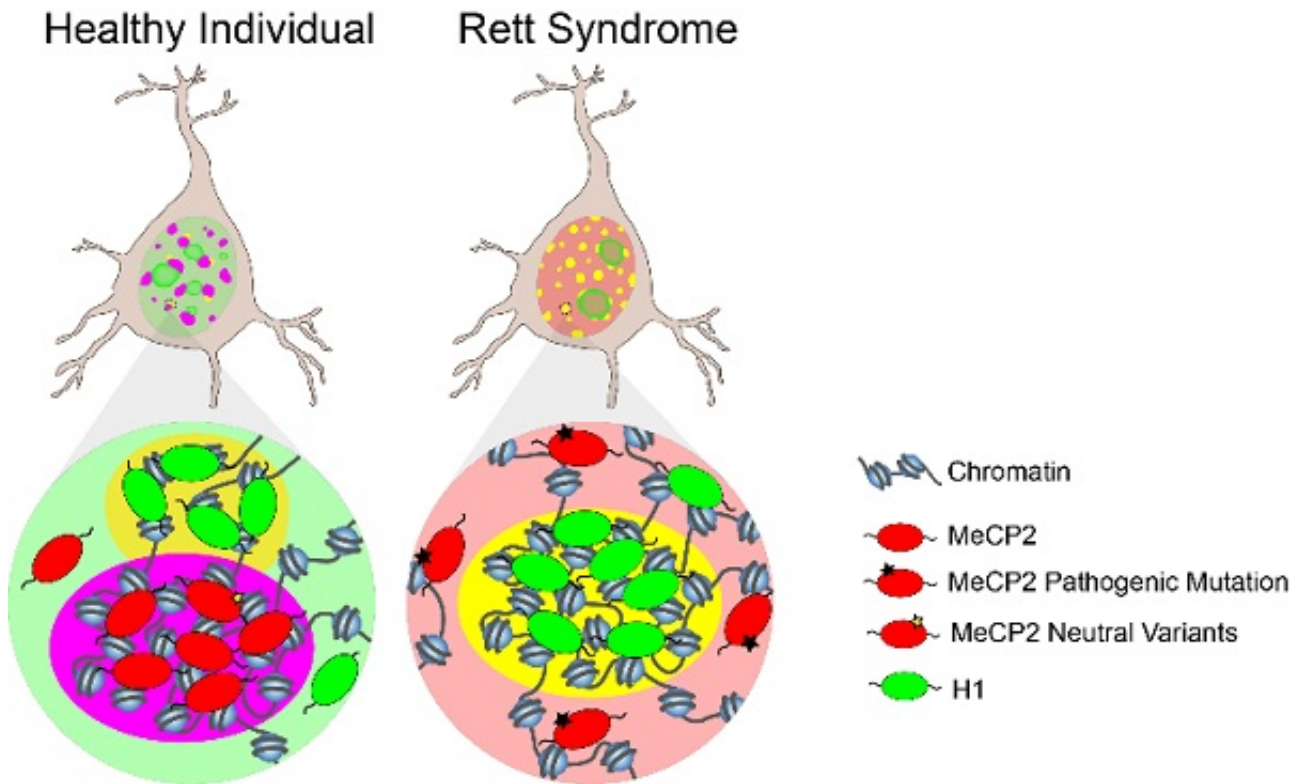 Healthy Individual
Rett Syndrome
Chromatin
MeCP2
MeCP2 Pathogenic Mutation
MeCP2 Neutral Variants
H1